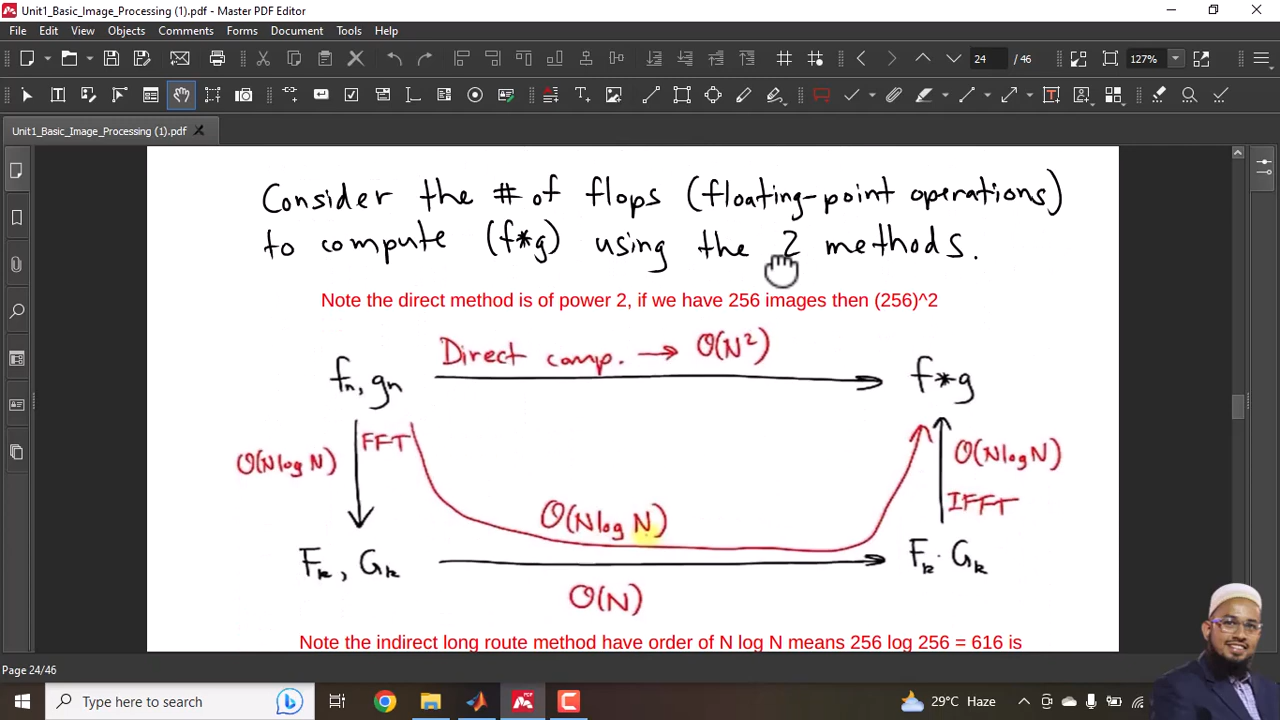 Unit1_Basic_Image_Processing (1).pdf - Master PDF Editor
File Edit View Objects Comments Forms Document Tools Help
24 / 46
127%
Unit1_Basic_Image_Processing (1).pdf
Consider the # of flops (floating-point operations)
to compute (f*g) using the 2 methods.
Note the direct method is of power 2, if we have 256 images then (256)^2
Direct comp. → O(N²)
fn, gn
f*g
O(NlogN)
FFT
O(NlogN)
IFFT
O(Nlog N)
Fk, Gk
Fk · Gk
O(N)
Note the indirect long route method have order of N log N means 256 log 256 = 616 is
Page 24/46
Type here to search
29°C Haze